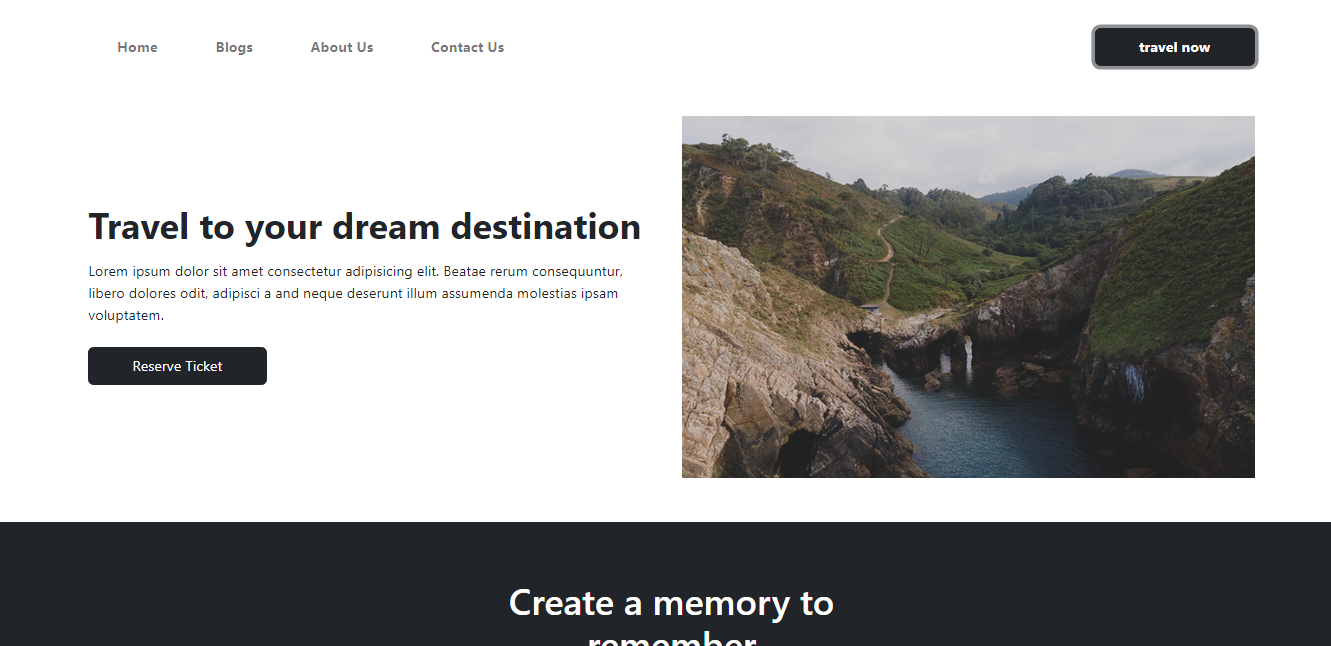 Home Blogs About Us Contact Us travel now
Travel to your dream destination
Lorem ipsum dolor sit amet consectetur adipisicing elit. Beatae rerum consequuntur,
libero dolores odit, adipisci a and neque deserunt illum assumenda molestias ipsam
voluptatem.
Reserve Ticket
Create a memory to
remember